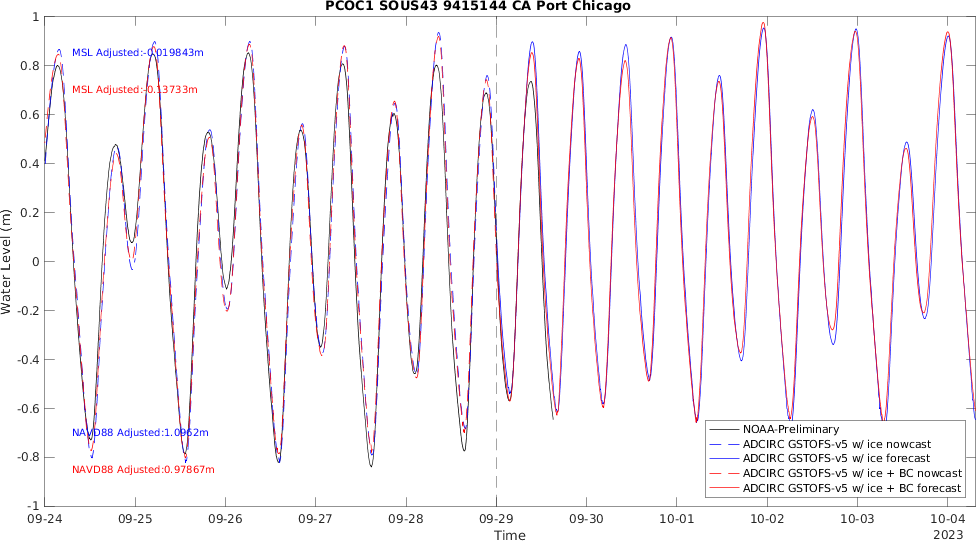 PCOC1 SOUS43 9415144 CA Port Chicago
1
0.8
0.6
0.4
0.2
0
-0.2
-0.4
-0.6
-0.8
-1
Water Level (m)
MSL Adjusted:-0.019843m
MSL Adjusted:-0.13733m
NAVD88 Adjusted:1.0962m
NAVD88 Adjusted:0.97867m
NOAA-Preliminary
ADCIRC GSTOFS-v5 w/ ice nowcast
ADCIRC GSTOFS-v5 w/ ice forecast
ADCIRC GSTOFS-v5 w/ ice + BC nowcast
ADCIRC GSTOFS-v5 w/ ice + BC forecast
09-24 09-25 09-26 09-27 09-28 09-29 09-30 10-01 10-02 10-03 10-04
Time 2023